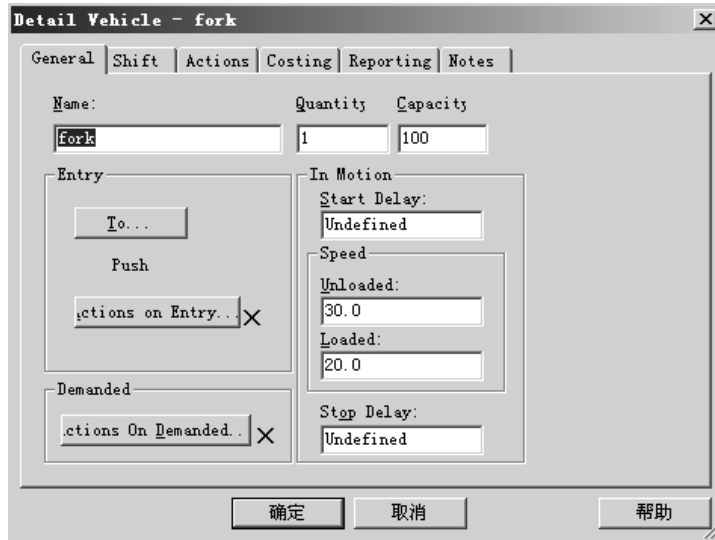 Detail Vehicle - fork
General Shift Actions Costing Reporting Notes
Name: Quantity Capacity
fork 1 100
Entry
To...
Push
ctions on Entry...
Demanded
.ctions On Demanded..
In Motion
Start Delay:
Undefined
Speed
Unloaded:
30.0
Loaded:
20.0
Stop Delay:
Undefined
确定 取消 帮助